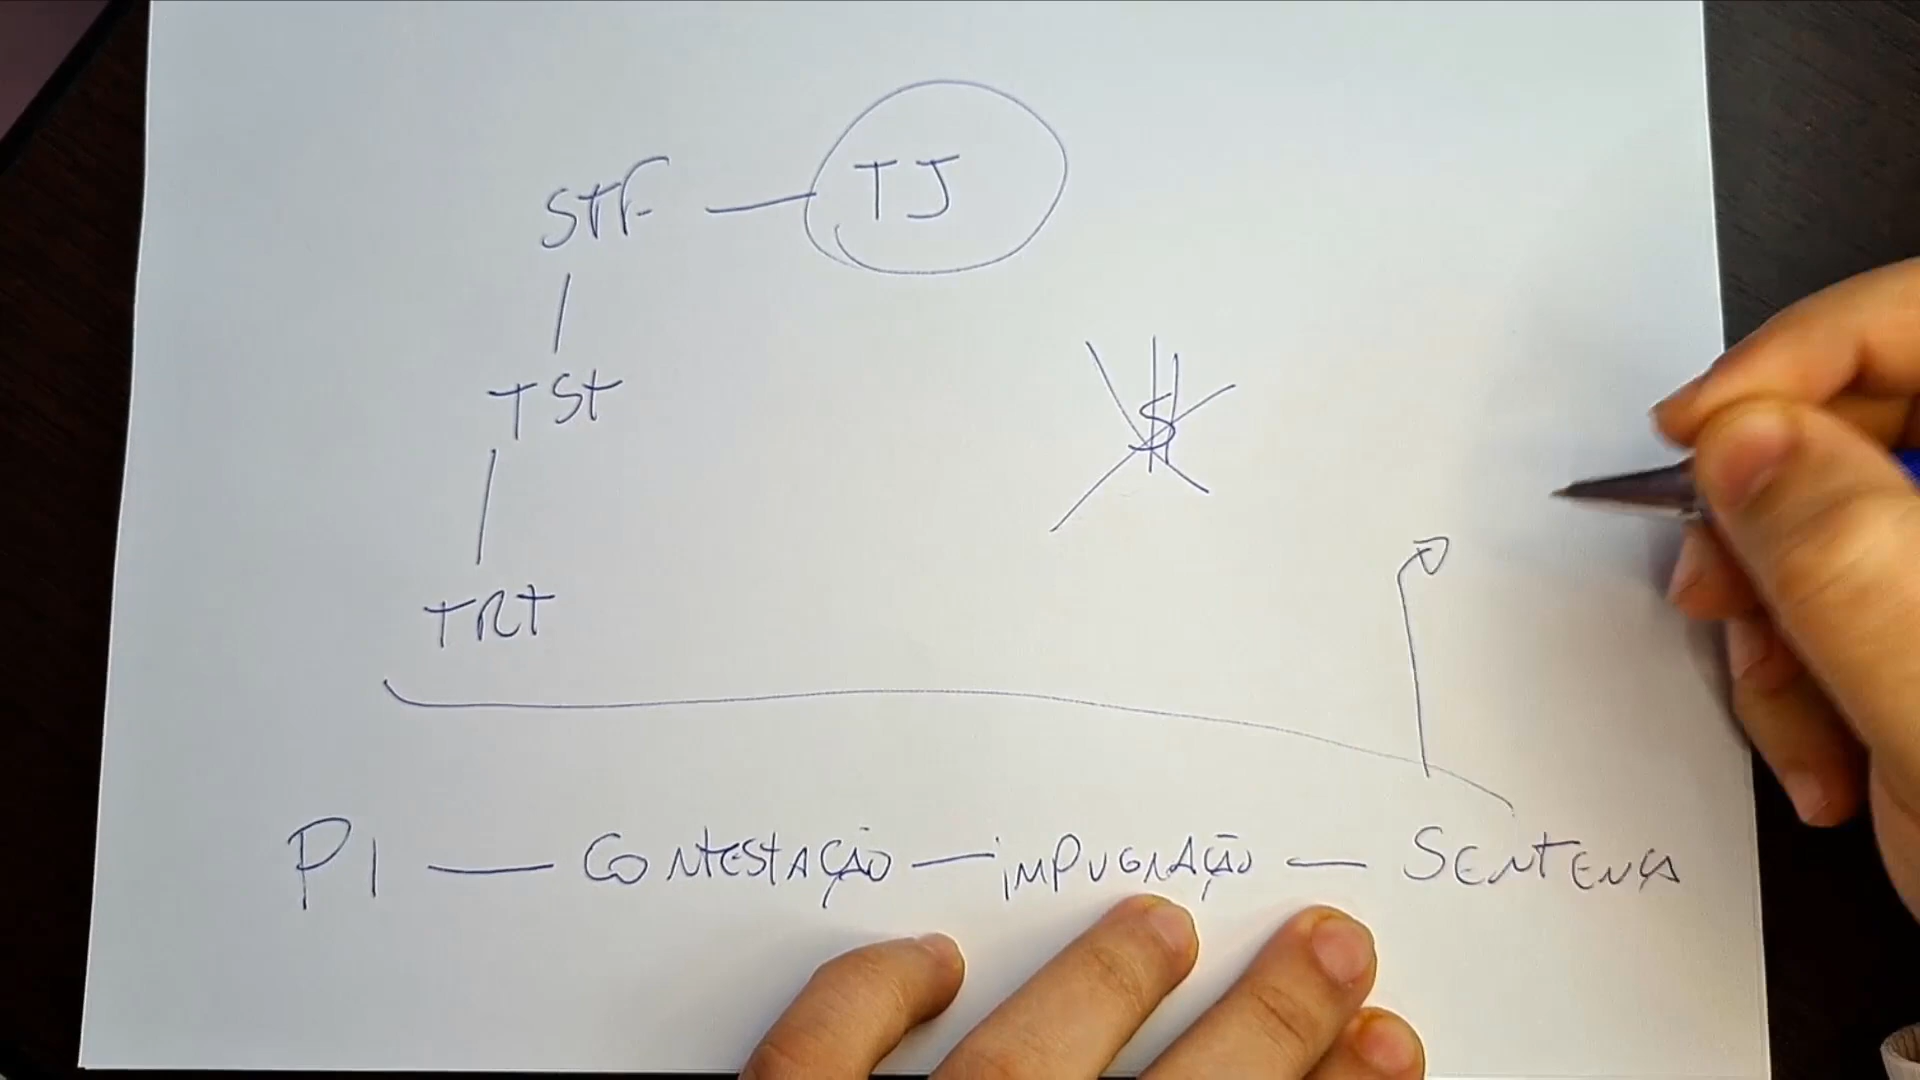 STF — TJ
TST
$
TRT
PI — CONTESTAÇÃO — IMPUGNAÇÃO — SENTENÇA